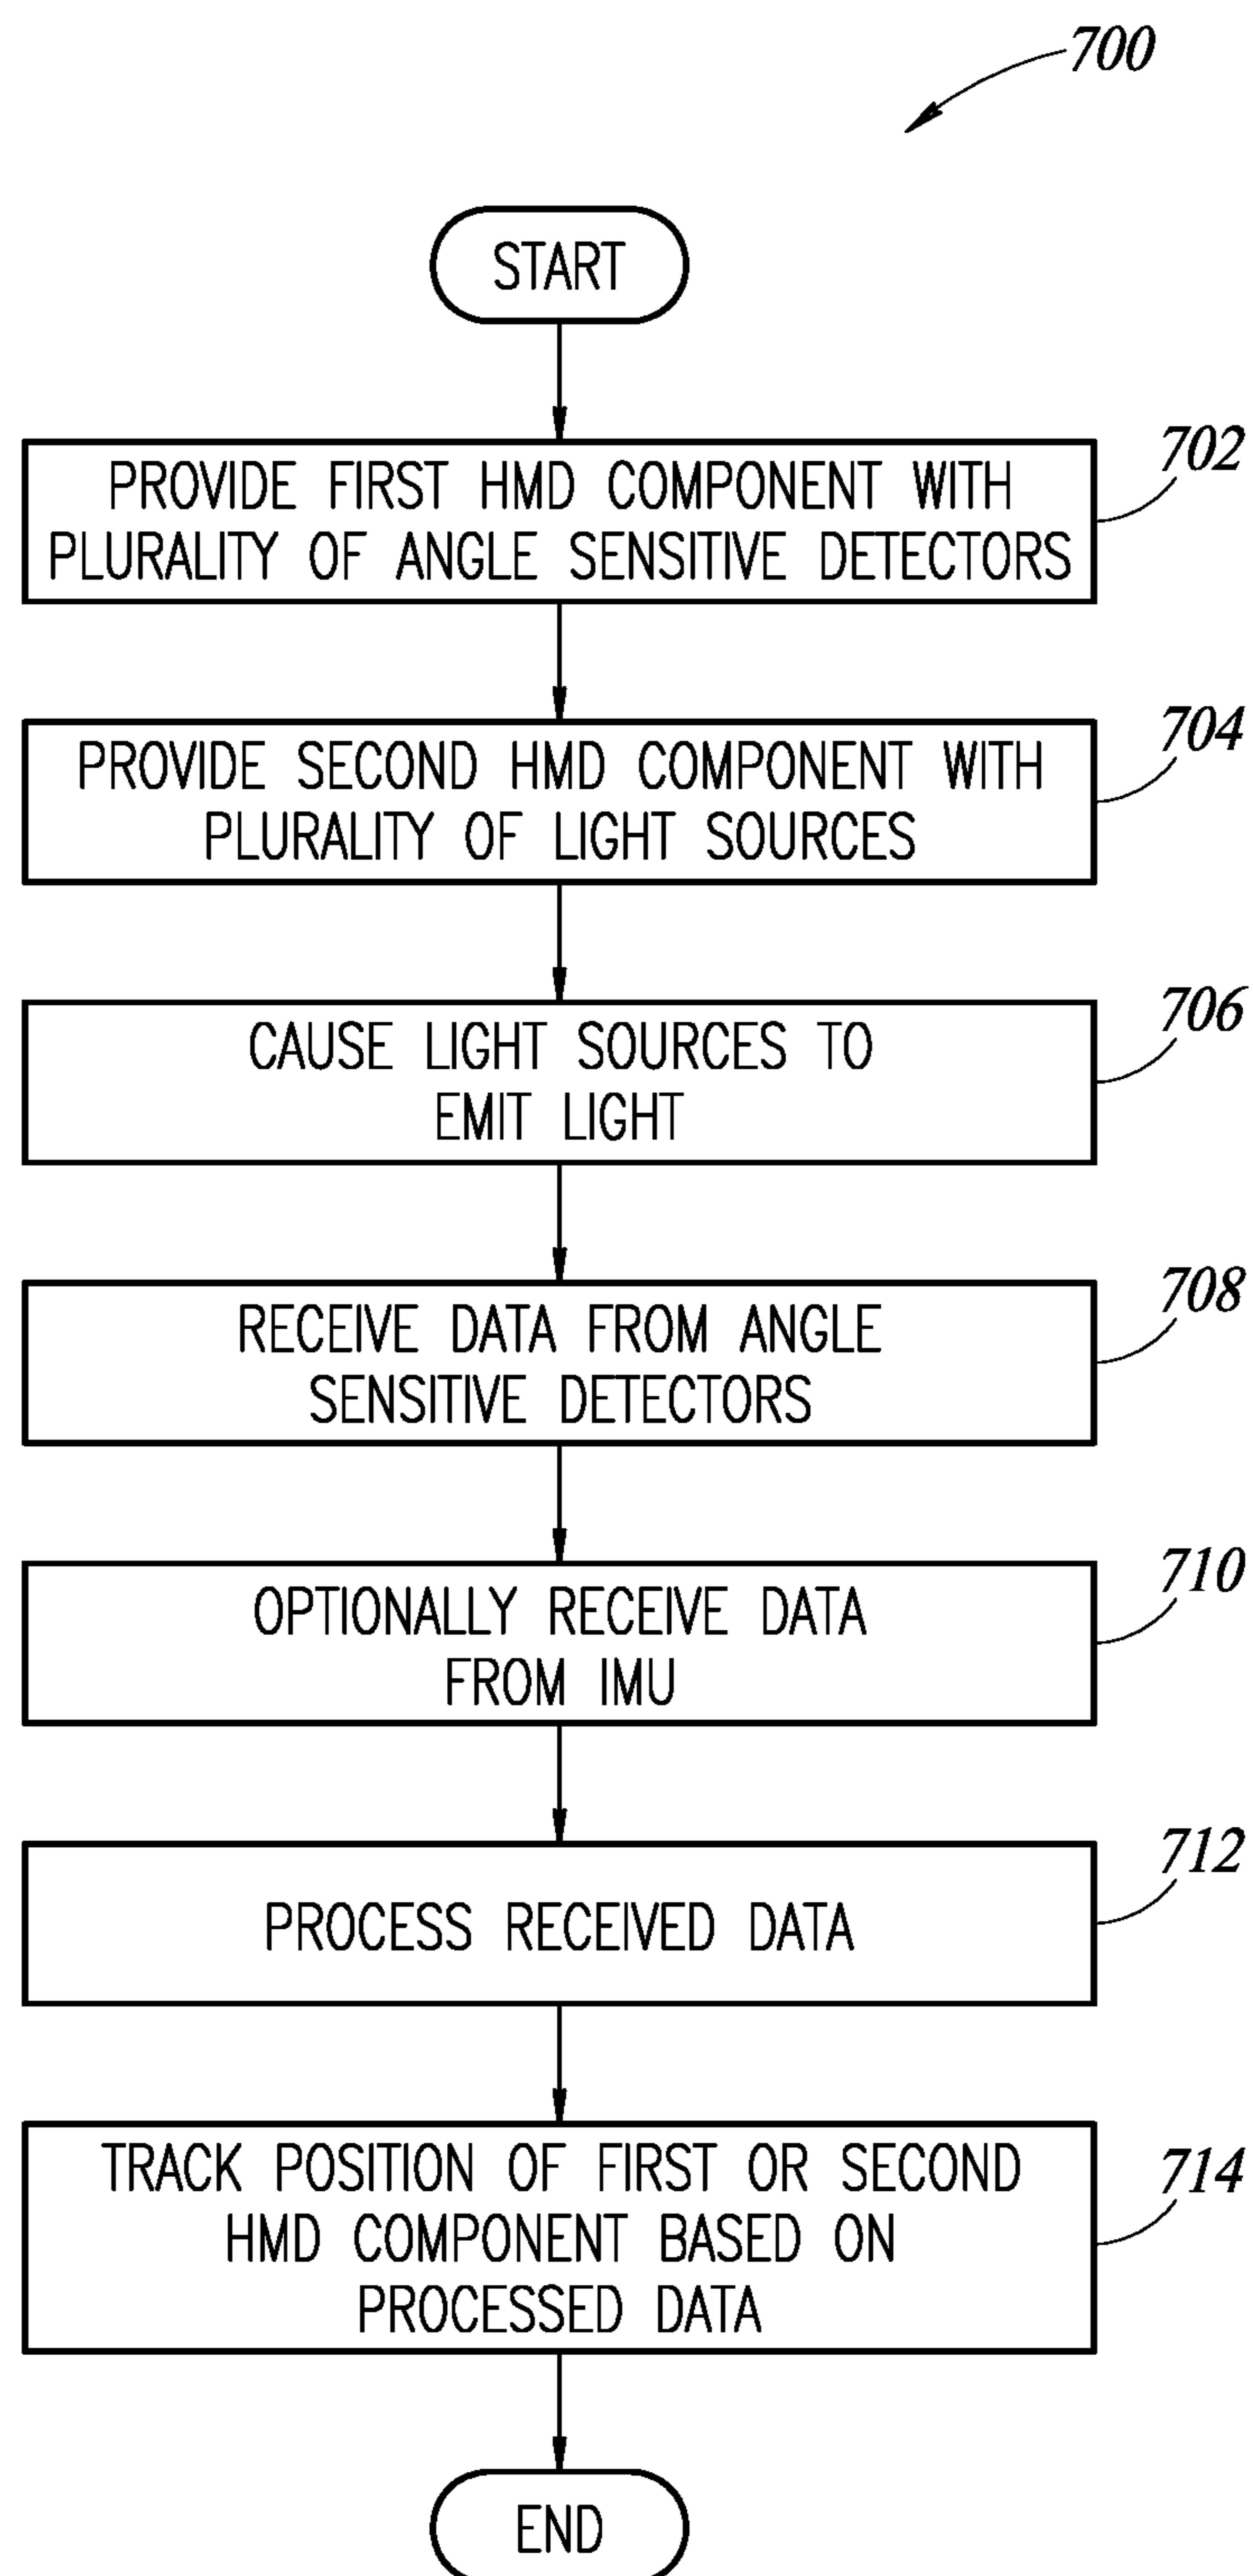 700
START
PROVIDE FIRST HMD COMPONENT WITH
PLURALITY OF ANGLE SENSITIVE DETECTORS
702
PROVIDE SECOND HMD COMPONENT WITH
PLURALITY OF LIGHT SOURCES
704
CAUSE LIGHT SOURCES TO
EMIT LIGHT
706
RECEIVE DATA FROM ANGLE
SENSITIVE DETECTORS
708
OPTIONALLY RECEIVE DATA
FROM IMU
710
PROCESS RECEIVED DATA
712
TRACK POSITION OF FIRST OR SECOND
HMD COMPONENT BASED ON
PROCESSED DATA
714
END